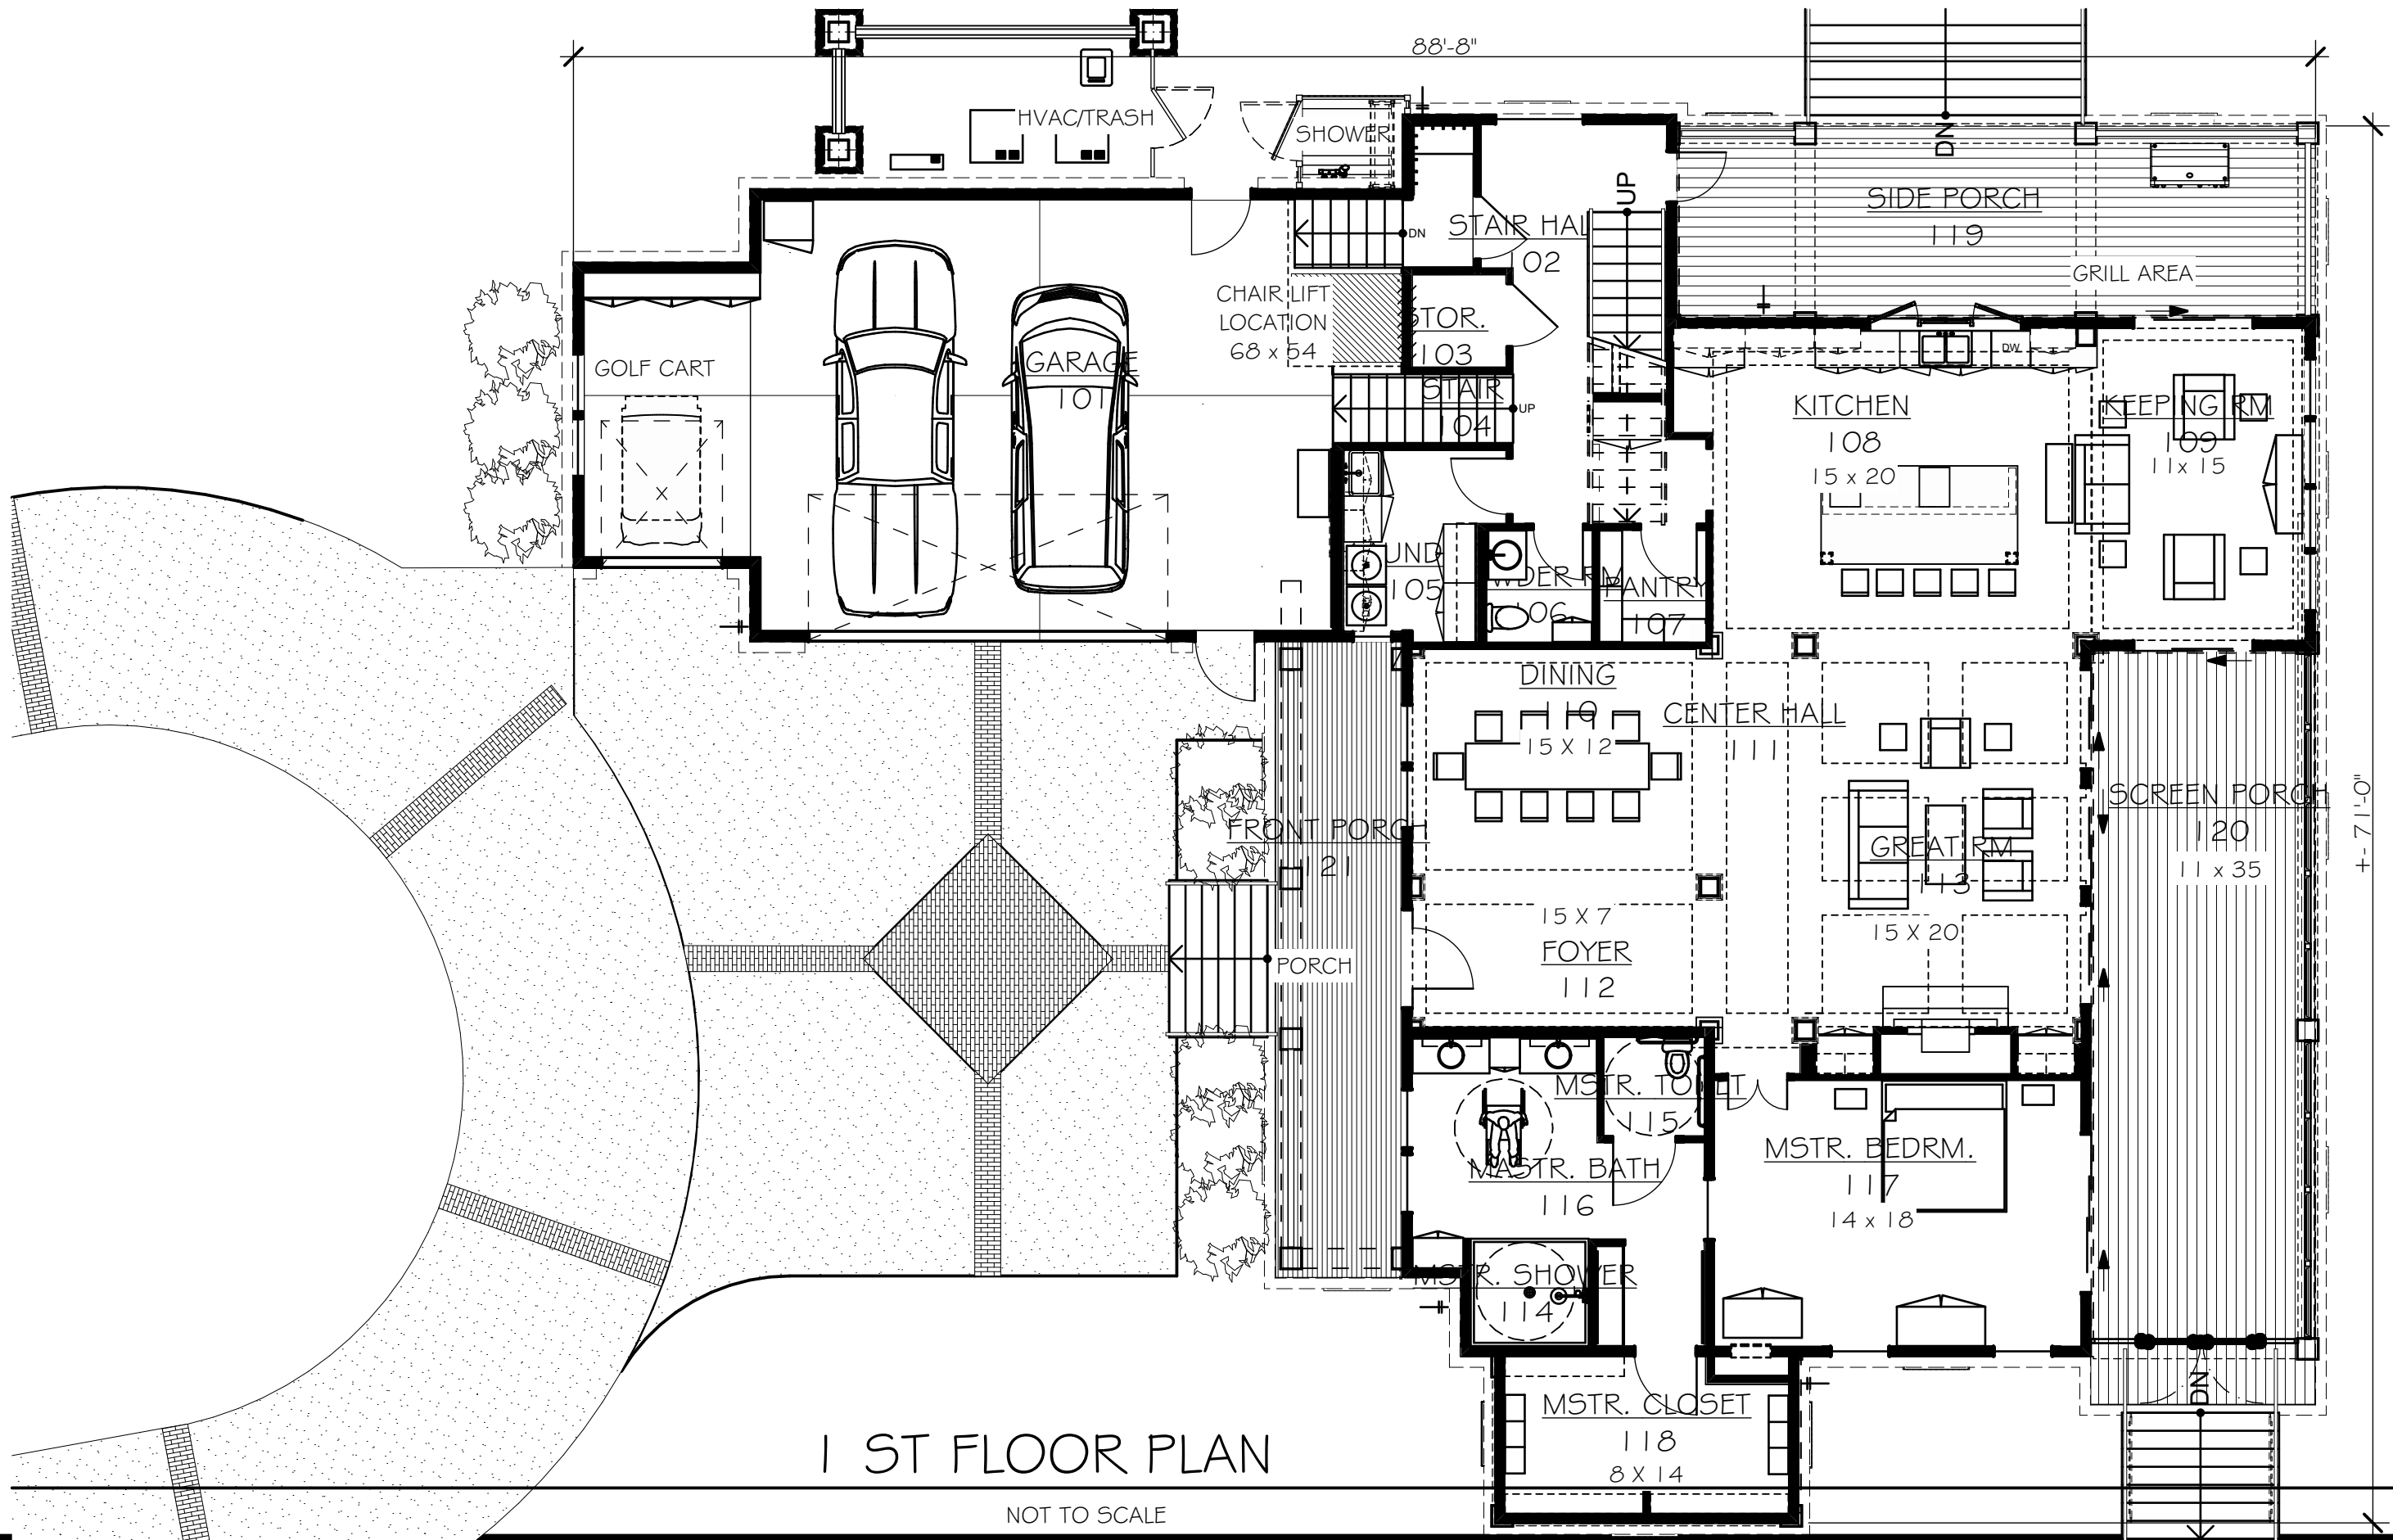 88'-8"
HVAC/TRASH
SHOWER
DN
UP
SIDE PORCH
119
STAIR HAL
102
DN
GRILL AREA
CHAIR LIFT
LOCATION
68 x 54
STOR.
103
GOLF CART
GARAGE
101
DW
STAIR
104
UP
KITCHEN
108
15 x 20
KEEPING RM
109
11x 15
UND
105
WDER RM
106
PANTRY
107
DINING
110
15 X 12
CENTER HALL
111
+- 71'-0"
SCREEN PORCH
120
11 x 35
FRONT PORCH
121
GREAT RM
113
15 X 20
15 X 7
FOYER
112
PORCH
MSTR. TOILET
115
MSTR. BEDRM.
117
14 x 18
MASTR. BATH
116
MSTR. SHOWER
114
DN
MSTR. CLOSET
118
8 X 14
1 ST FLOOR PLAN
NOT TO SCALE